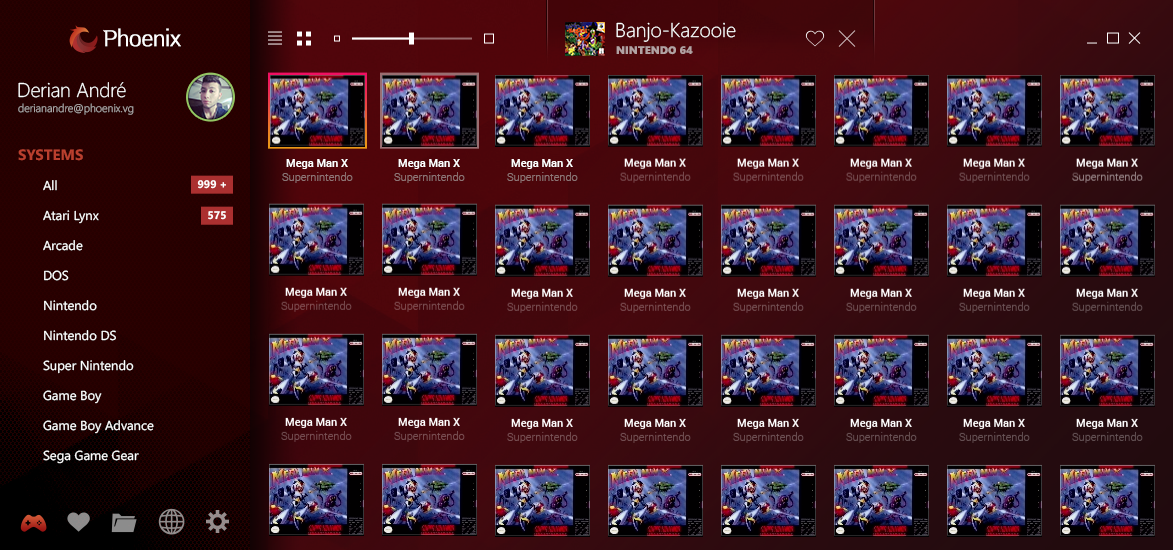 Phoenix
Derian André
derianandre@phoenix.vg
SYSTEMS
All 999 +
Atari Lynx 575
Arcade
DOS
Nintendo
Nintendo DS
Super Nintendo
Game Boy
Game Boy Advance
Sega Game Gear
Banjo-Kazooie
NINTENDO 64
Mega Man X Mega Man X Mega Man X Mega Man X Mega Man X Mega Man X Mega Man X Mega Man X
Supernintendo Supernintendo Supernintendo Supernintendo Supernintendo Supernintendo Supernintendo Supernintendo
Mega Man X Mega Man X Mega Man X Mega Man X Mega Man X Mega Man X Mega Man X Mega Man X
Supernintendo Supernintendo Supernintendo Supernintendo Supernintendo Supernintendo Supernintendo Supernintendo
Mega Man X Mega Man X Mega Man X Mega Man X Mega Man X Mega Man X Mega Man X Mega Man X
Supernintendo Supernintendo Supernintendo Supernintendo Supernintendo Supernintendo Supernintendo Supernintendo